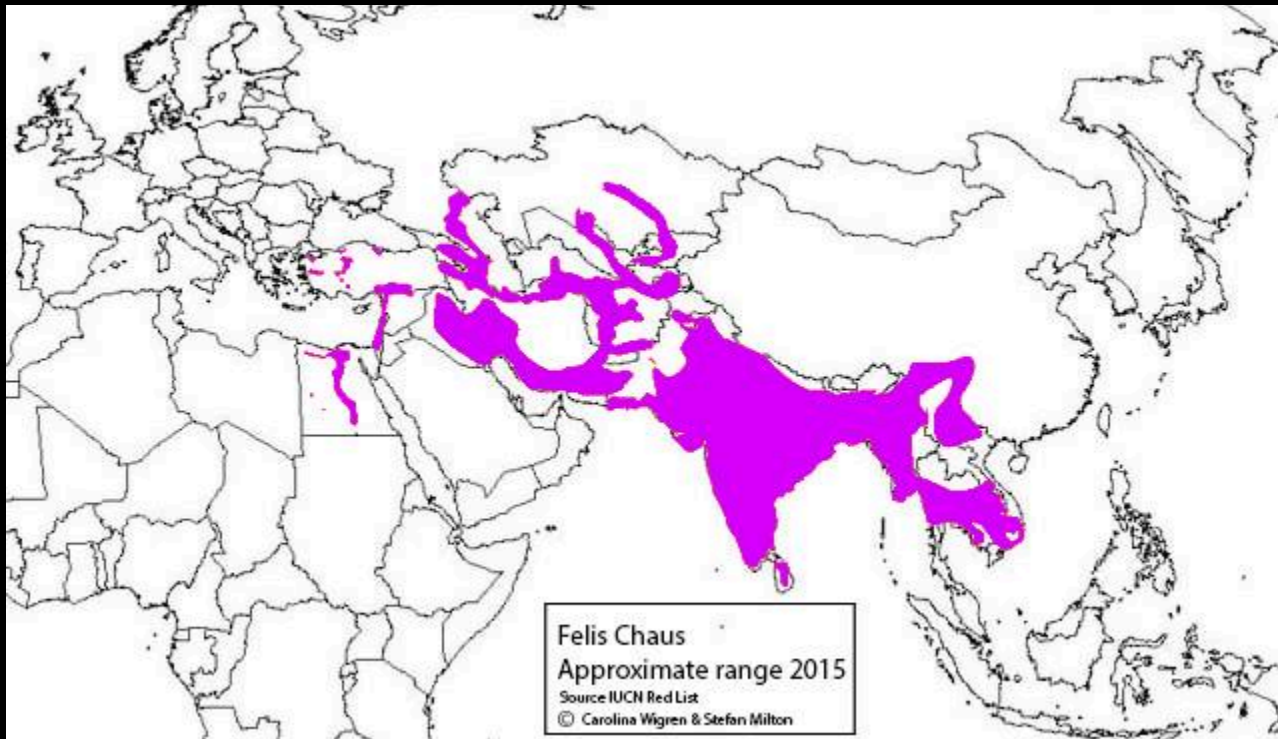 Felis Chaus
Approximate range 2015
Source IUCN Red List
© Carolina Wigren & Stefan Milton